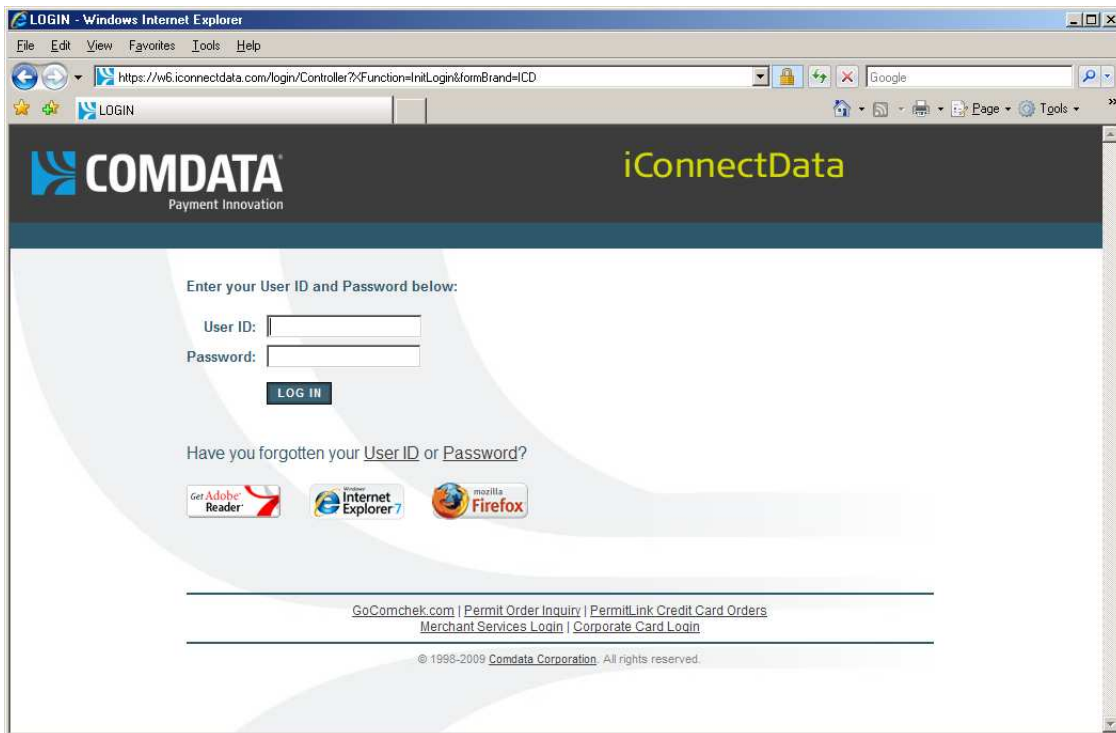 LOGIN - Windows Internet Explorer
File Edit View Favorites Tools Help
https://w6.iconnectdata.com/login/Controller?XFunction=InitLogin&formBrand=ICD Google
LOGIN Page Tools »
COMDATA iConnectData
Payment Innovation
Enter your User ID and Password below:
User ID:
Password:
LOG IN
Have you forgotten your User ID or Password?
Get Adobe Reader Windows Internet Explorer 7 mozilla Firefox
GoComchek.com | Permit Order Inquiry | PermitLink Credit Card Orders
Merchant Services Login | Corporate Card Login
© 1998-2009 Comdata Corporation. All rights reserved.